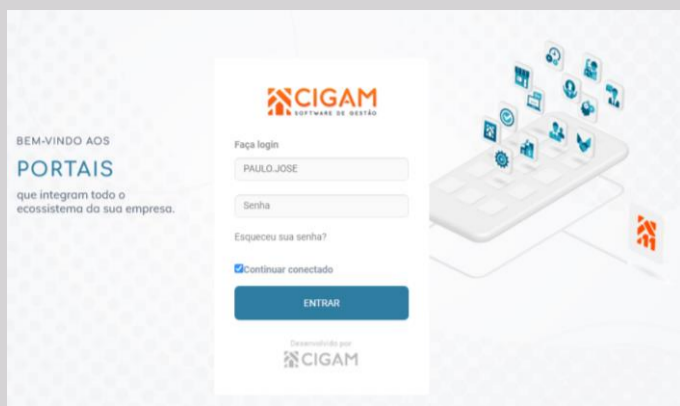 BEM-VINDO AOS
PORTAIS
que integram todo o
ecossistema da sua empresa.
CIGAM
SOFTWARE DE GESTÃO
Faça login
PAULO.JOSE
Senha
Esqueceu sua senha?
Continuar conectado
ENTRAR
Desenvolvido por
CIGAM